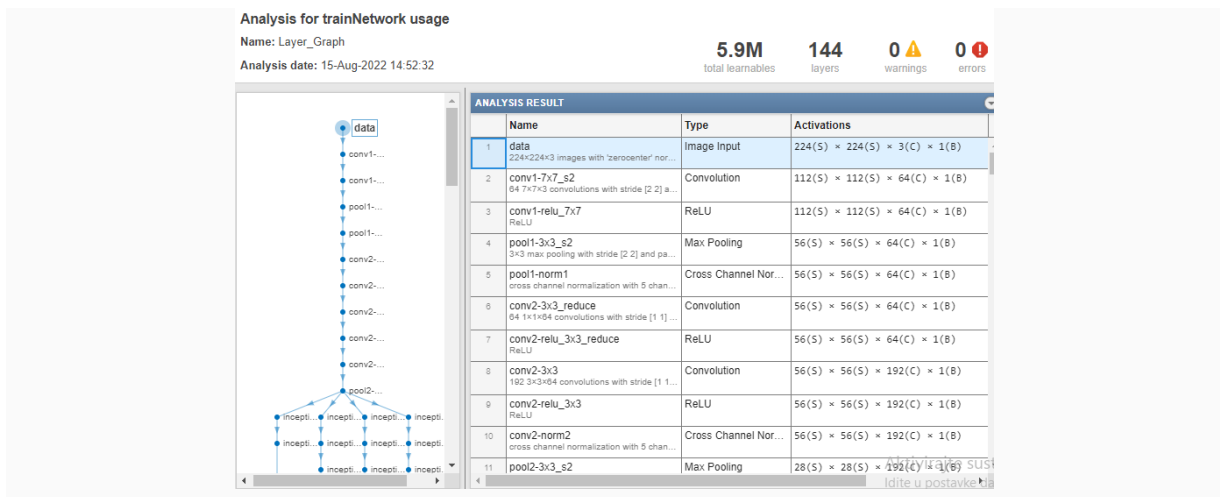 Analysis for trainNetwork usage
Name: Layer_Graph
Analysis date: 15-Aug-2022 14:52:32
5.9M
total learnables
144
layers
0
warnings
0
errors
data
conv1-...
conv1-...
pool1-...
pool1-...
conv2-...
conv2-...
conv2-...
conv2-...
conv2-...
pool2-...
incepti... incepti... incepti... incepti...
incepti... incepti... incepti... incepti...
incepti... incepti... incepti... incepti...
ANALYSIS RESULT
Name Type Activations
1 data Image Input 224(S) × 224(S) × 3(C) × 1(B)
224×224×3 images with 'zerocenter' nor...
2 conv1-7x7_s2 Convolution 112(S) × 112(S) × 64(C) × 1(B)
64 7×7×3 convolutions with stride [2 2] a...
3 conv1-relu_7x7 ReLU 112(S) × 112(S) × 64(C) × 1(B)
ReLU
4 pool1-3x3_s2 Max Pooling 56(S) × 56(S) × 64(C) × 1(B)
3×3 max pooling with stride [2 2] and pa...
5 pool1-norm1 Cross Channel Nor... 56(S) × 56(S) × 64(C) × 1(B)
cross channel normalization with 5 chan...
6 conv2-3x3_reduce Convolution 56(S) × 56(S) × 64(C) × 1(B)
64 1×1×64 convolutions with stride [1 1] ...
7 conv2-relu_3x3_reduce ReLU 56(S) × 56(S) × 64(C) × 1(B)
ReLU
8 conv2-3x3 Convolution 56(S) × 56(S) × 192(C) × 1(B)
192 3×3×64 convolutions with stride [1 1...
9 conv2-relu_3x3 ReLU 56(S) × 56(S) × 192(C) × 1(B)
ReLU
10 conv2-norm2 Cross Channel Nor... 56(S) × 56(S) × 192(C) × 1(B)
cross channel normalization with 5 chan...
11 pool2-3x3_s2 Max Pooling 28(S) × 28(S) × 192(C) × 1(B)
Aktivirajte sust
Idite u postavke da